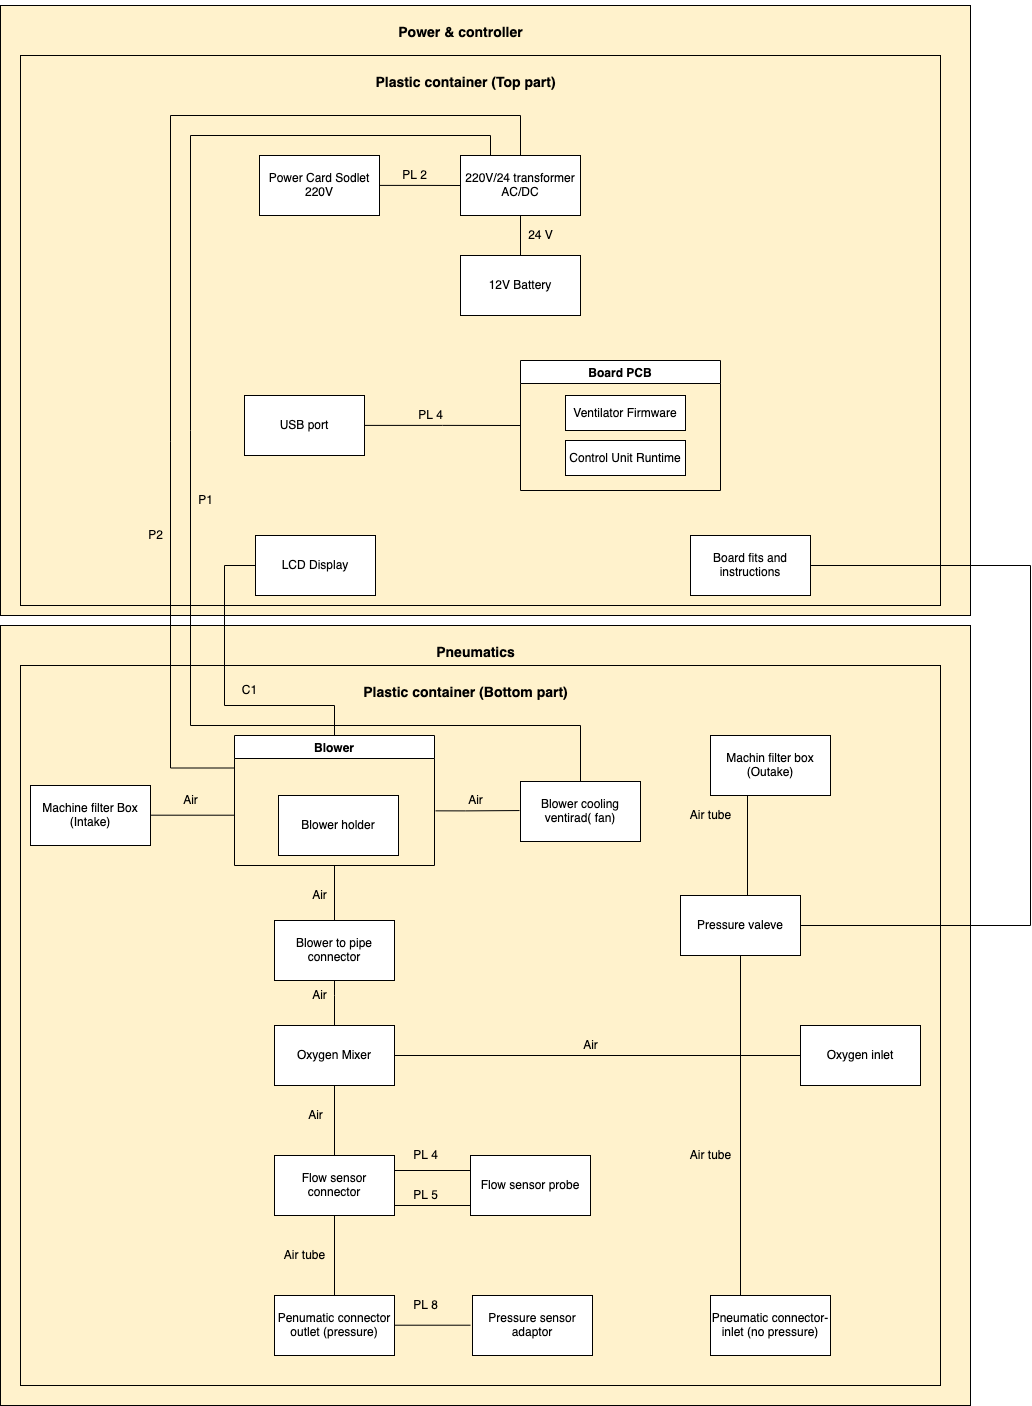 Power & controller
Plastic container (Top part)
Power Card Sodlet
220V
PL 2
220V/24 transformer
AC/DC
24 V
12V Battery
Board PCB
Ventilator Firmware
Control Unit Runtime
USB port
PL 4
P1
P2
LCD Display
Board fits and
instructions
Pneumatics
Plastic container (Bottom part)
C1
Blower
Blower holder
Machine filter Box
(Intake)
Air
Air
Blower cooling
ventirad( fan)
Machin filter box
(Outake)
Air tube
Air
Blower to pipe
connector
Pressure valeve
Air
Oxygen Mixer
Air
Oxygen inlet
Air
Flow sensor
connector
PL 4
PL 5
Flow sensor probe
Air tube
Air tube
Penumatic connector
outlet (pressure)
PL 8
Pressure sensor
adaptor
Pneumatic connector-
inlet (no pressure)